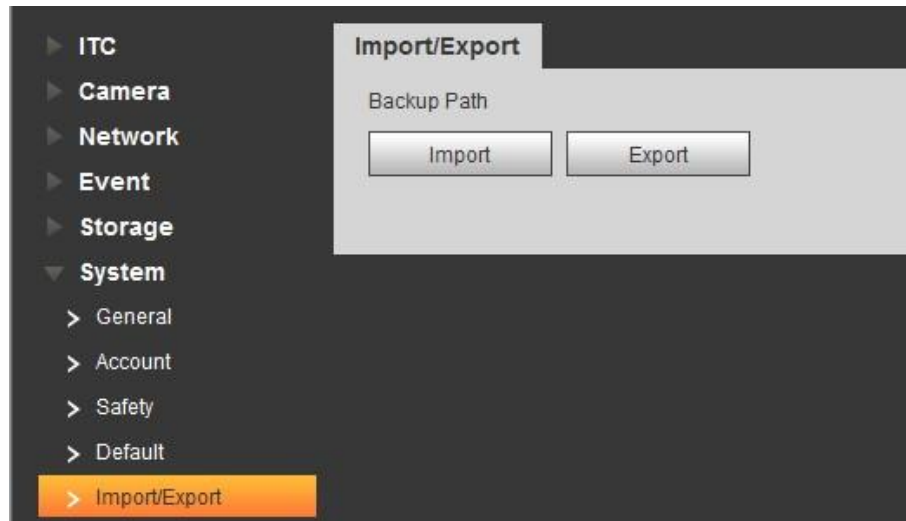 ITC
Camera
Network
Event
Storage
System
General
Account
Safety
Default
Import/Export
Import/Export
Backup Path
Import Export